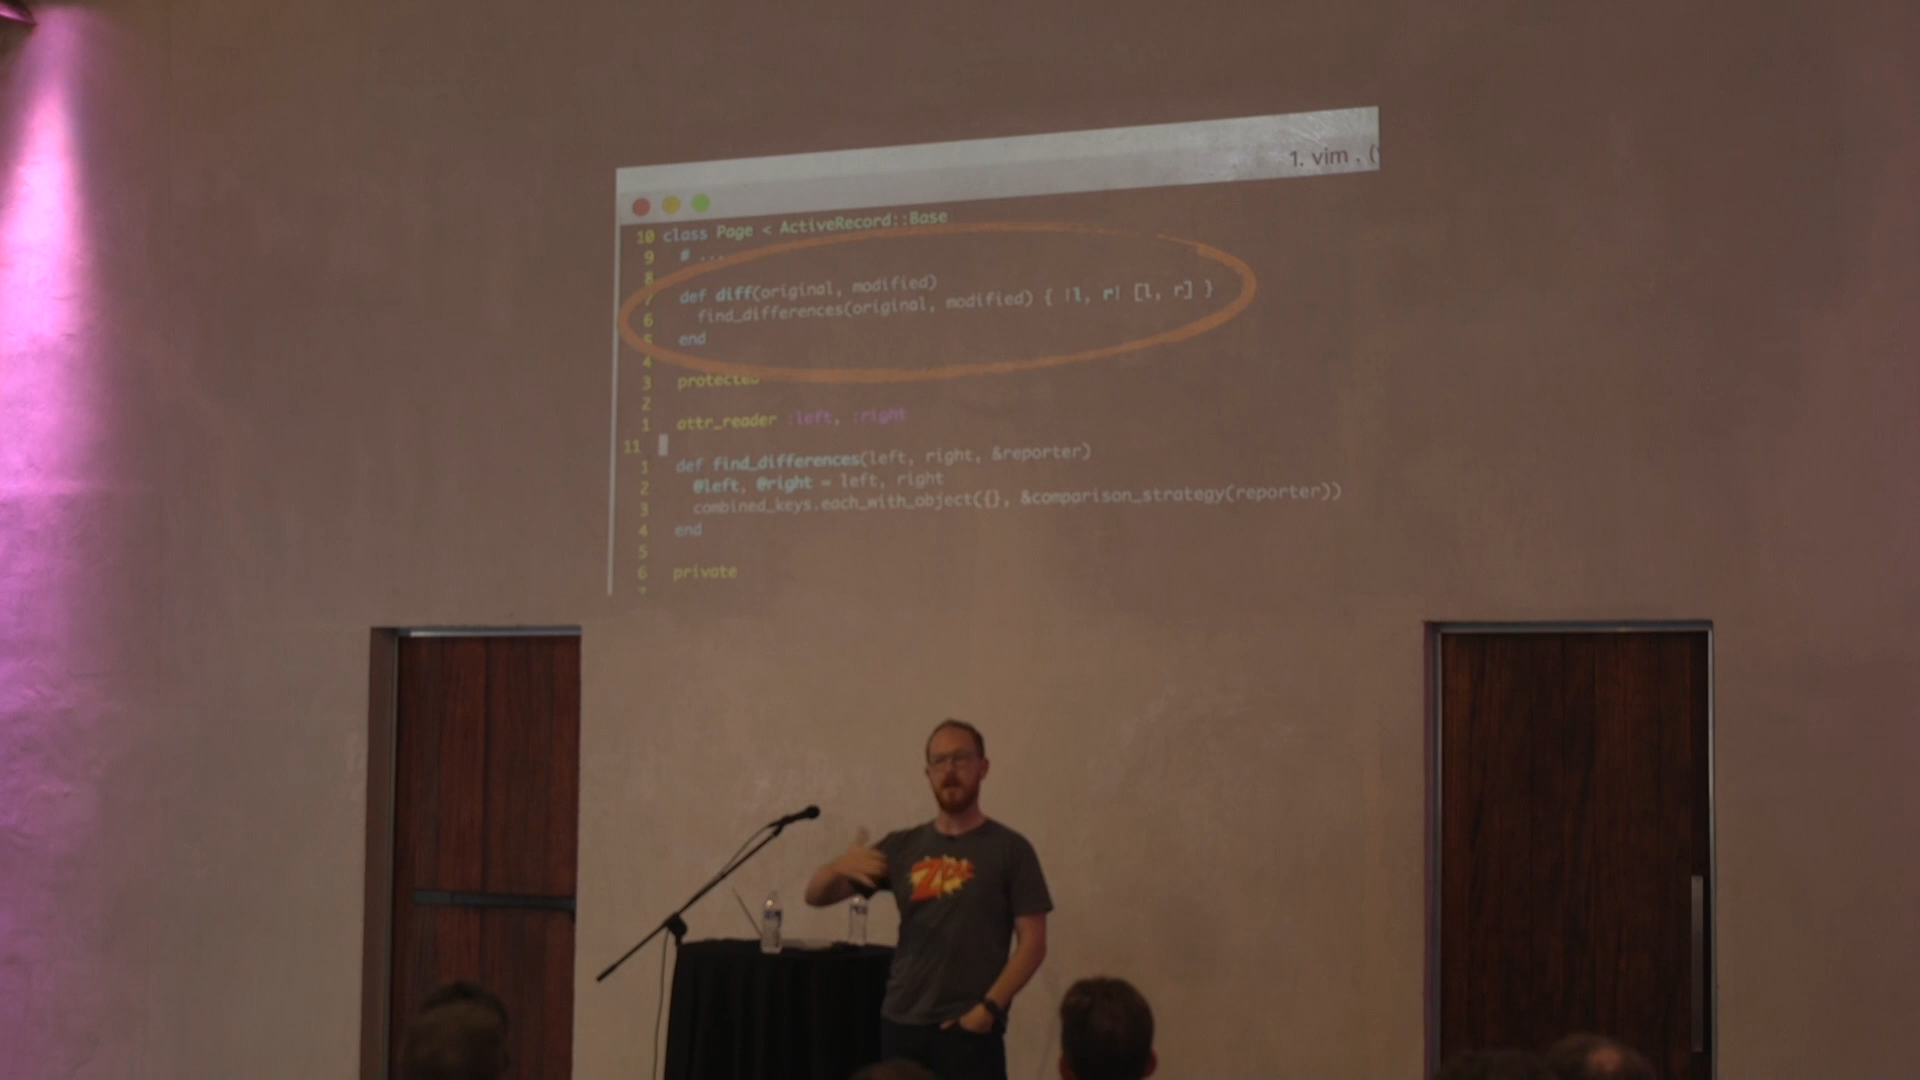 1. vim . (
10 class Page < ActiveRecord::Base
9 # ...
8
7 def diff(original, modified)
6 find_differences(original, modified) { |l, r| [l, r] }
5 end
4
3 protected
2
1 attr_reader :left, :right
11
1 def find_differences(left, right, &reporter)
2 @left, @right = left, right
3 combined_keys.each_with_object({}, &comparison_strategy(reporter))
4 end
5
6 private
7